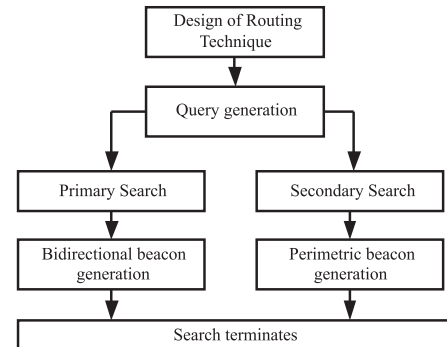 Design of Routing
Technique
Query generation
Primary Search
Secondary Search
Bidirectional beacon
generation
Perimetric beacon
generation
Search terminates